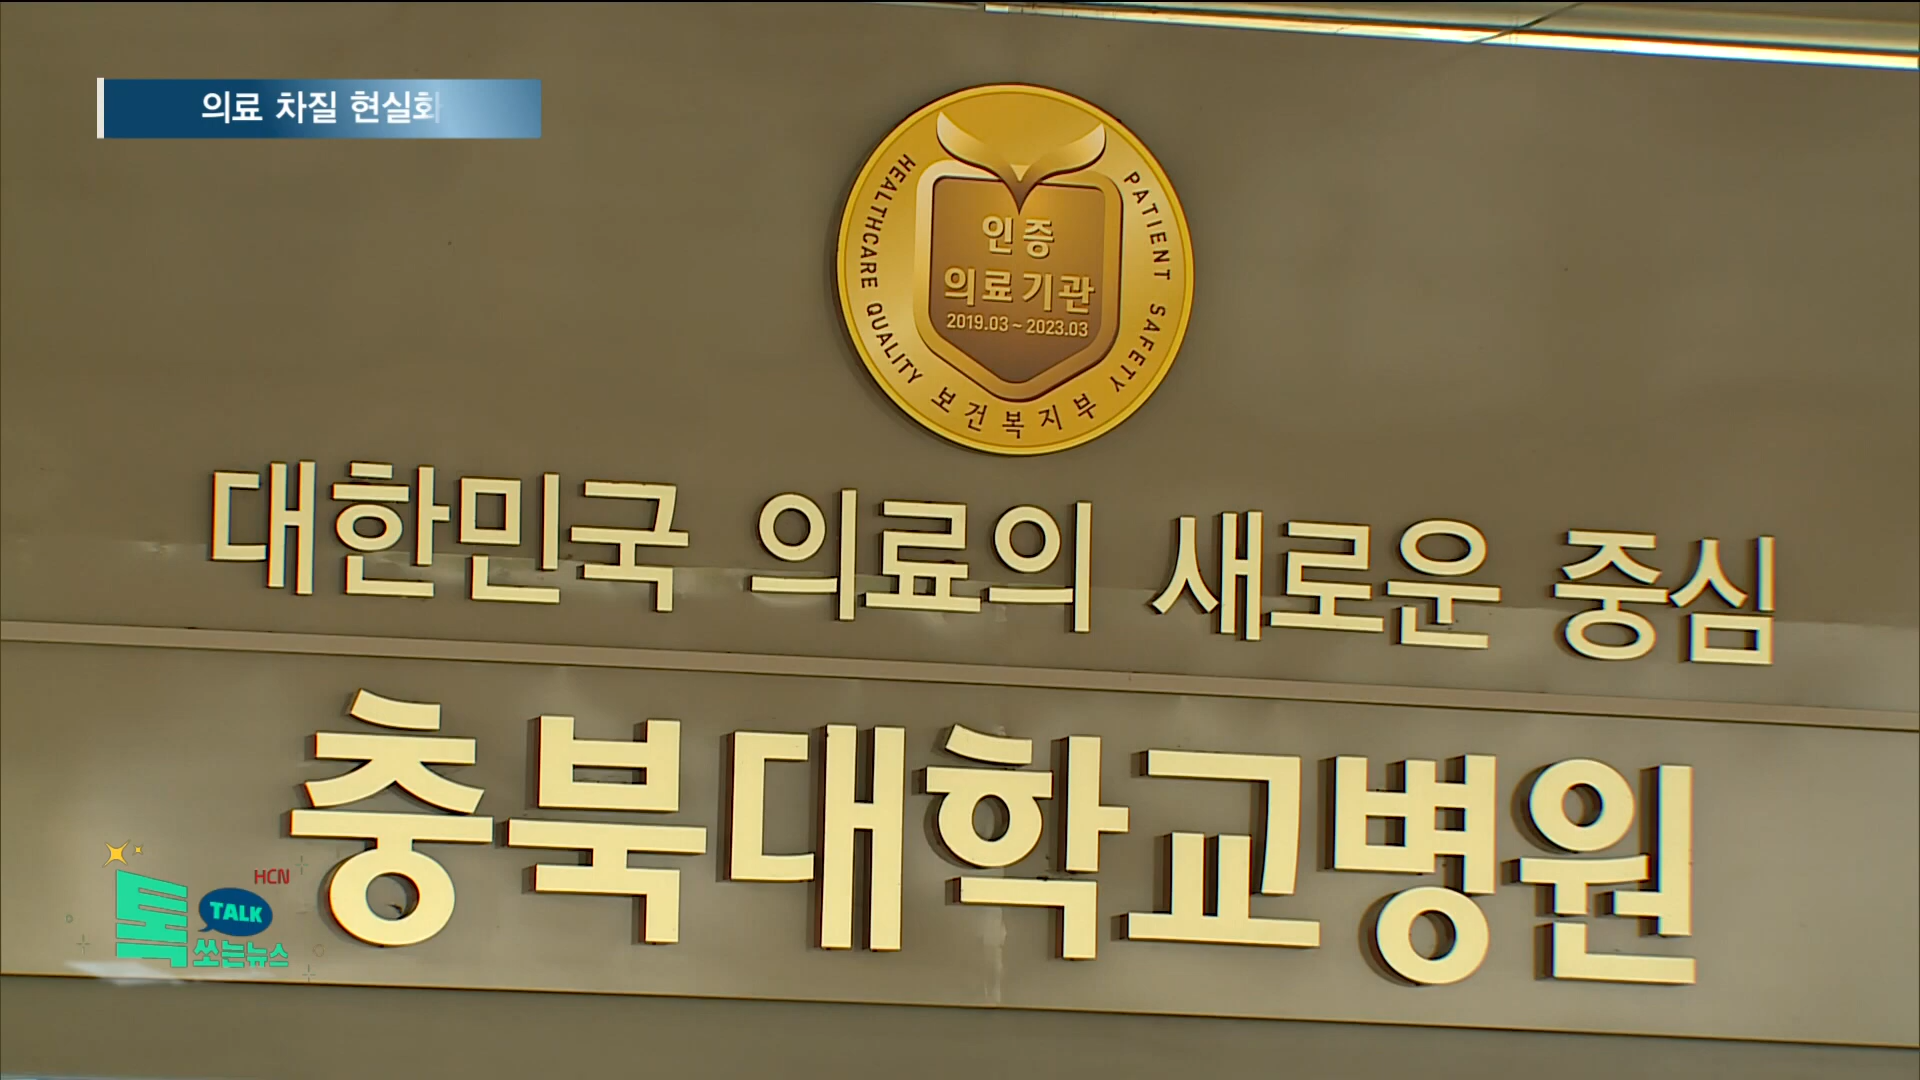 의료 차질 현실화
HEALTHCARE QUALITY
PATIENT SAFETY
인증
의료기관
2019.03 ~ 2023.03
보건복지부
대한민국 의료의 새로운 중심
충북대학교병원
HCN
톡 TALK
쏘는뉴스